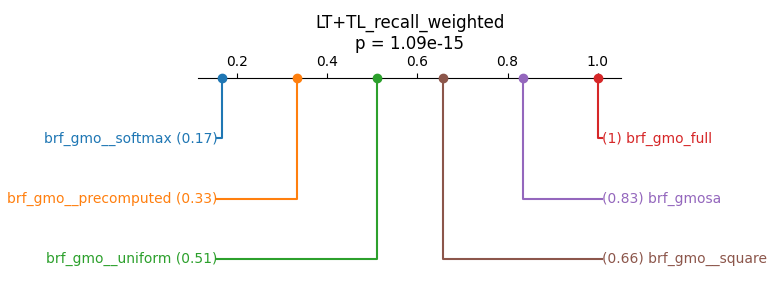 LT+TL_recall_weighted
p = 1.09e-15
0.2 0.4 0.6 0.8 1.0
brf_gmo__softmax (0.17) (1) brf_gmo_full
brf_gmo__precomputed (0.33) (0.83) brf_gmosa
brf_gmo__uniform (0.51) (0.66) brf_gmo__square